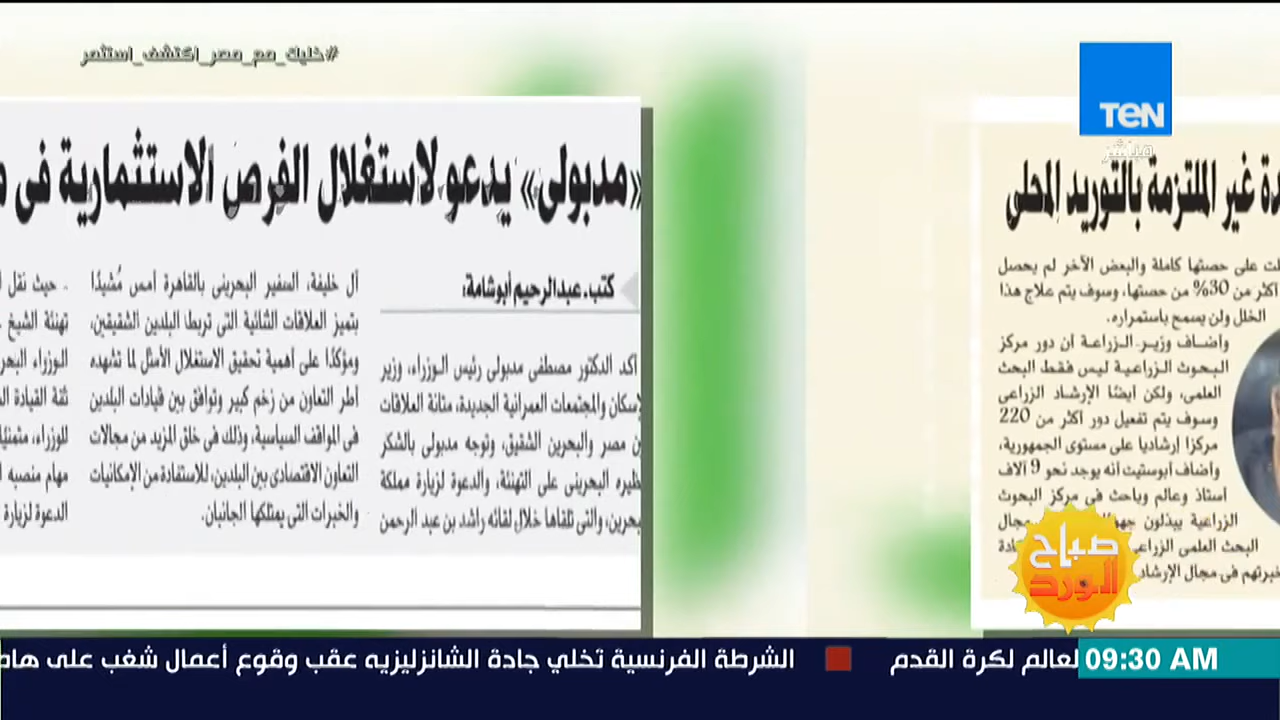 #خليك_مع_مصر_اكتشف_استثمر
TEN
مباشر
غير الملتزمة بالتوريد المحلى
على حصتها كاملة والبعض الآخر لم يحصل
اكثر من 30% من حصتها، وسوف يتم علاج هذا
الخلل ولن يسمح باستمراره.
وأضاف وزير الزراعة أن دور مركز
البحوث الزراعية ليس فقط البحث
العلمى، ولكن أيضًا الإرشاد الزراعى
وسوف يتم تفعيل دور أكثر من 220
مركزا إرشاديا على مستوى الجمهورية،
وأضاف أبوستيت أنه يوجد نحو 9 آلاف
أستاذ وعالم وباحث فى مركز البحوث
الزراعية يبذلون
مجال
البحث العلمى
خبرتهم فى مجال الإرشاد
«مدبولى» يدعو لاستغلال الفرص الاستثمارية فى
كتب ـ عبدالرحيم أبوشامة:
أكد الدكتور مصطفى مدبولى رئيس الوزراء، وزير
الإسكان والمجتمعات العمرانية الجديدة، متانة العلاقات
بين مصر والبحرين الشقيق، وتوجه مدبولى بالشكر
لنظيره البحرينى على التهنئة، والدعوة لزيارة مملكة
البحرين، والتى تلقاها خلال لقائه راشد بن عبد الرحمن
آل خليفة، السفير البحرينى بالقاهرة أمس مُشيدًا
بتميز العلاقات الثنائية التى تربط البلدين الشقيقين،
ومؤكدًا على أهمية تحقيق الاستغلال الأمثل لما تشهده
أطر التعاون من زخم كبير وتوافق بين قيادات البلدين
فى المواقف السياسية، وذلك فى خلق المزيد من مجالات
التعاون الاقتصادى بين البلدين، للاستفادة من الإمكانيات
والخبرات التى يمتلكها الجانبان.
ـ حيث نقل
تهنئة الشيخ
الوزراء
ثقة القيادة
للوزراء،
مهام منصبه
الدعوة لزيارة
صباح
الورد
09:30 AM
لعالم لكرة القدم
الشرطة الفرنسية تخلي جادة الشانزليزيه عقب وقوع أعمال شغب على